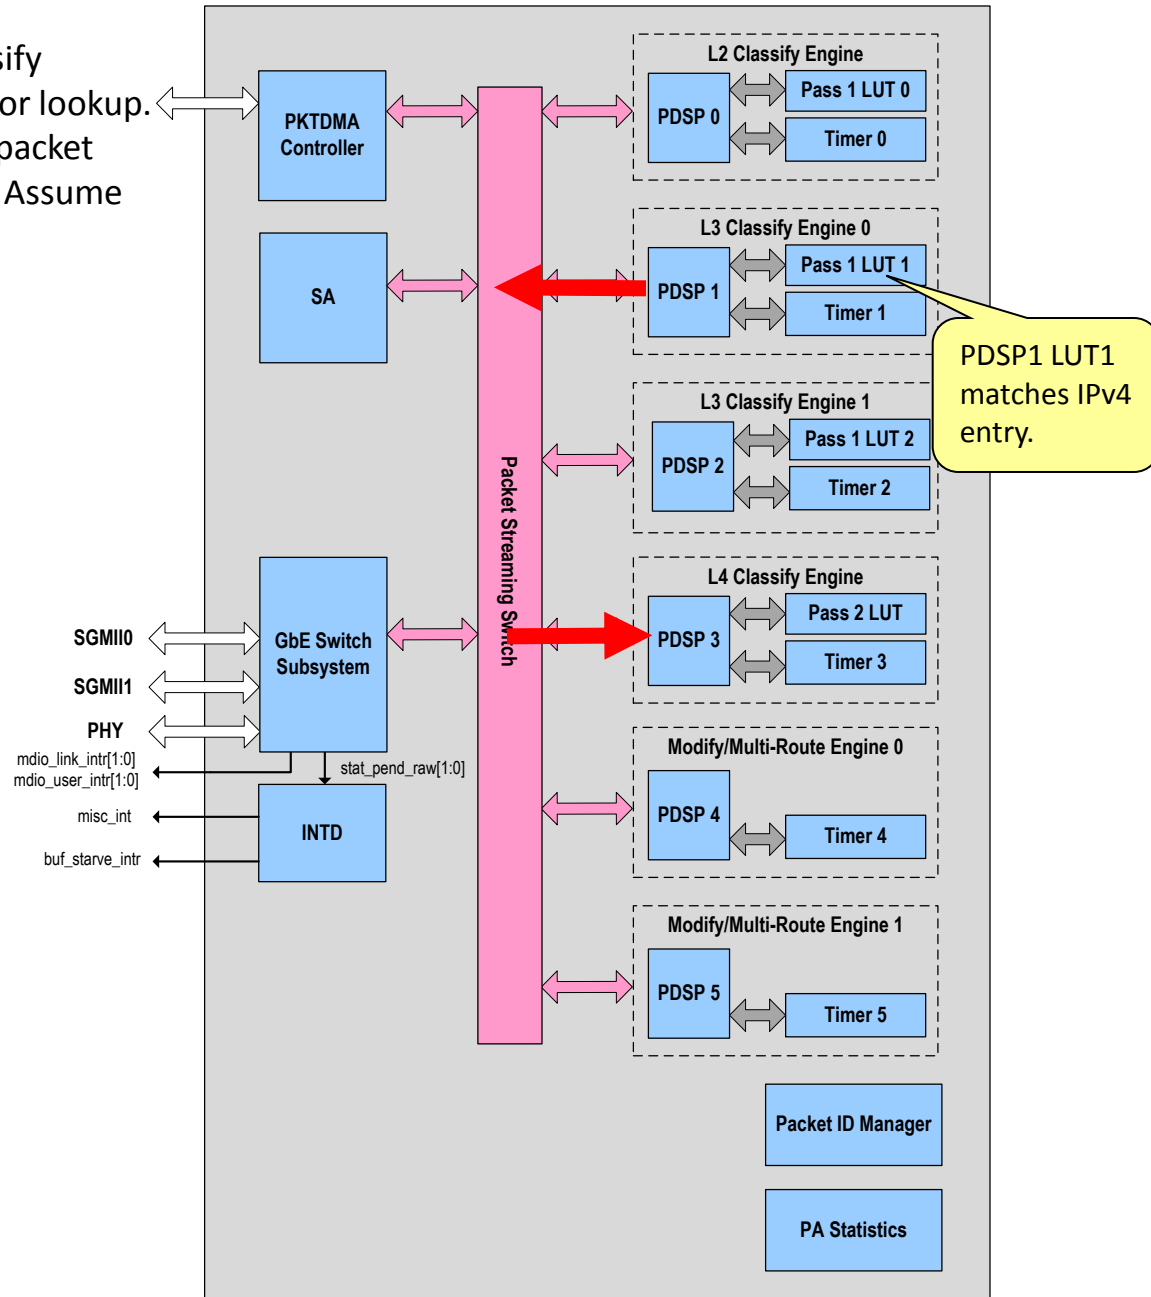 sify
or lookup.
packet
Assume
PKTDMA
Controller
SA
GbE Switch
Subsystem
SGMII0
SGMII1
PHY
mdio_link_intr[1:0]
mdio_user_intr[1:0]
stat_pend_raw[1:0]
misc_int
buf_starve_intr
INTD
Packet Streaming Switch
L2 Classify Engine
PDSP 0
Pass 1 LUT 0
Timer 0
L3 Classify Engine 0
PDSP 1
Pass 1 LUT 1
Timer 1
PDSP1 LUT1
matches IPv4
entry.
L3 Classify Engine 1
PDSP 2
Pass 1 LUT 2
Timer 2
L4 Classify Engine
PDSP 3
Pass 2 LUT
Timer 3
Modify/Multi-Route Engine 0
PDSP 4
Timer 4
Modify/Multi-Route Engine 1
PDSP 5
Timer 5
Packet ID Manager
PA Statistics